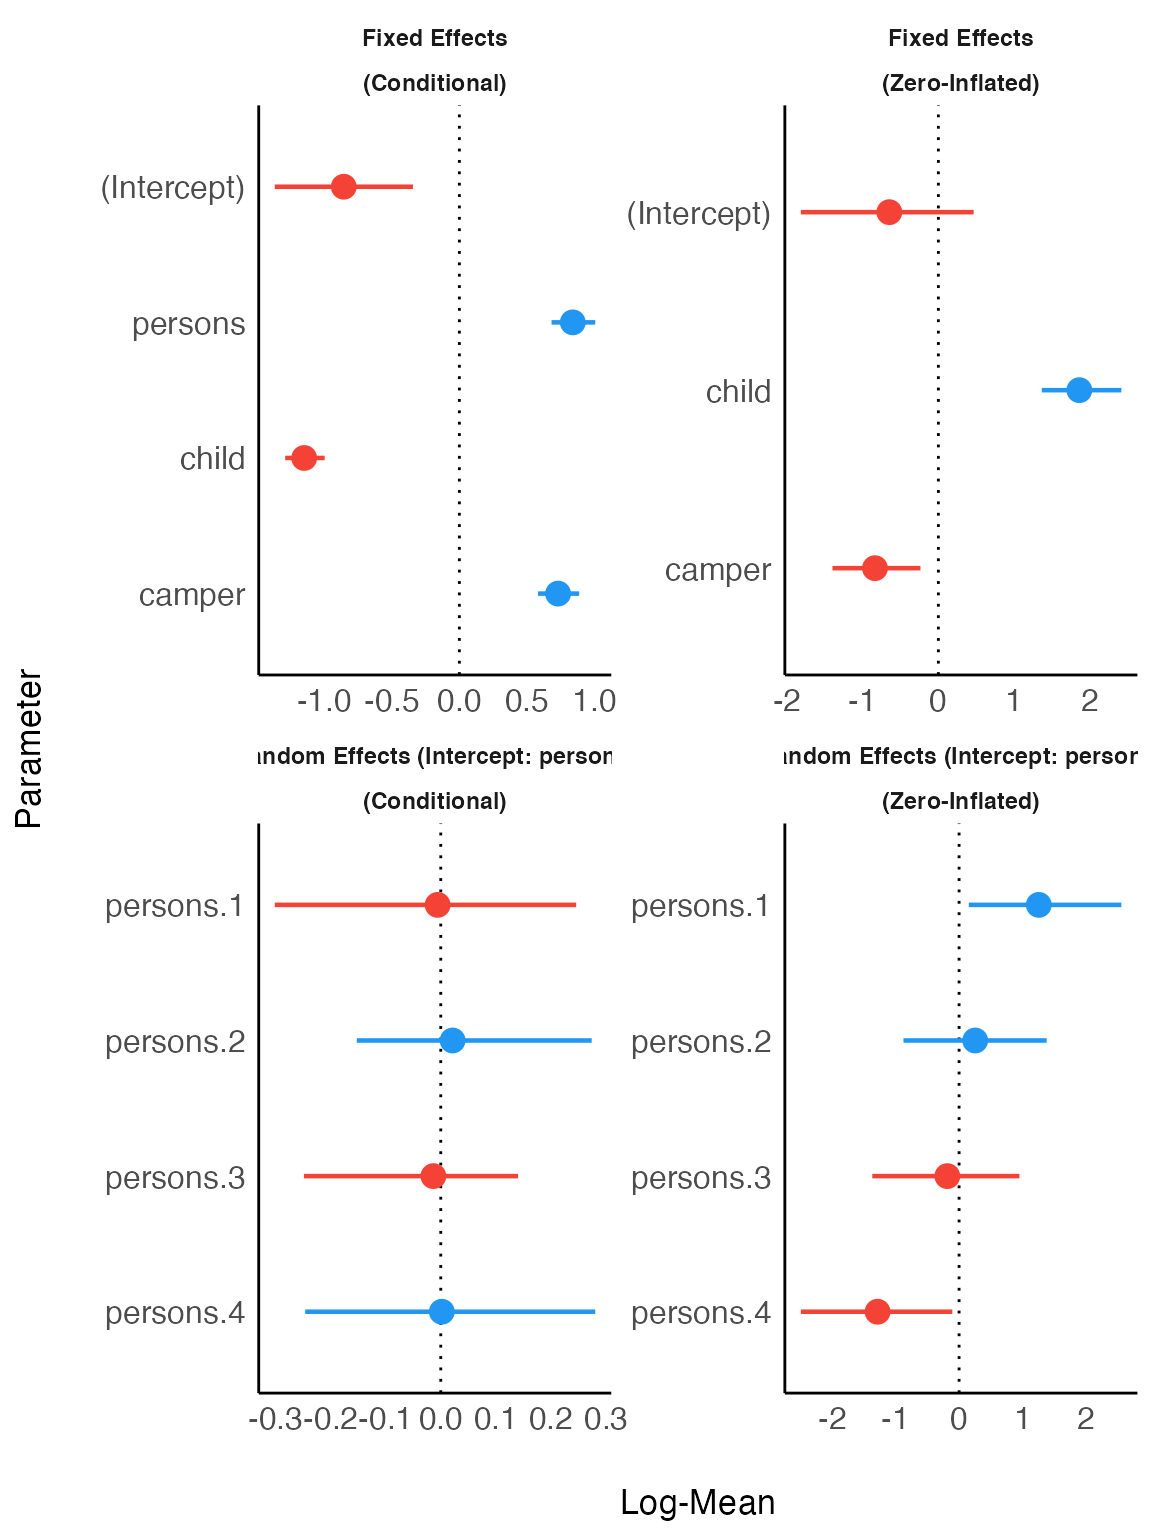 Fixed Effects
(Conditional)
(Intercept)
persons
child
camper
-1.0 -0.5 0.0 0.5 1.0
Fixed Effects
(Zero-Inflated)
(Intercept)
child
camper
-2 -1 0 1 2
andom Effects (Intercept: person
(Conditional)
persons.1
persons.2
persons.3
persons.4
-0.3 -0.2 -0.1 0.0 0.1 0.2 0.3
andom Effects (Intercept: person
(Zero-Inflated)
persons.1
persons.2
persons.3
persons.4
-2 -1 0 1 2
Parameter
Log-Mean